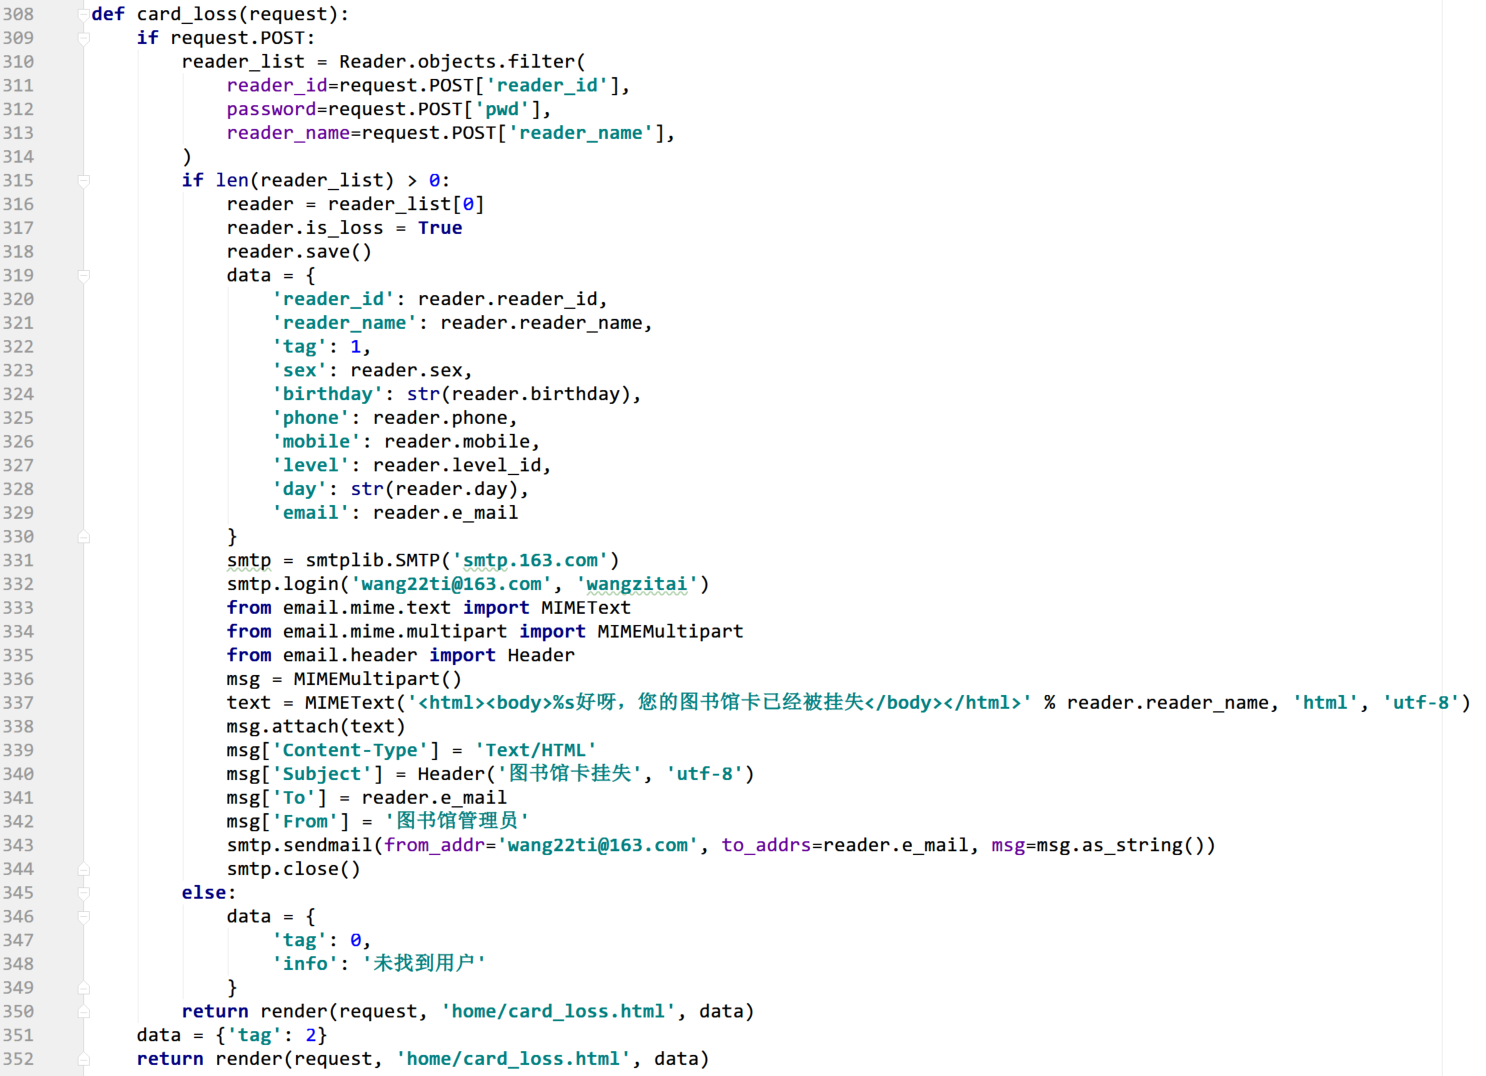 308 def card_loss(request):
309     if request.POST:
310         reader_list = Reader.objects.filter(
311             reader_id=request.POST['reader_id'],
312             password=request.POST['pwd'],
313             reader_name=request.POST['reader_name'],
314         )
315         if len(reader_list) > 0:
316             reader = reader_list[0]
317             reader.is_loss = True
318             reader.save()
319             data = {
320                 'reader_id': reader.reader_id,
321                 'reader_name': reader.reader_name,
322                 'tag': 1,
323                 'sex': reader.sex,
324                 'birthday': str(reader.birthday),
325                 'phone': reader.phone,
326                 'mobile': reader.mobile,
327                 'level': reader.level_id,
328                 'day': str(reader.day),
329                 'email': reader.e_mail
330             }
331             smtp = smtplib.SMTP('smtp.163.com')
332             smtp.login('wang22ti@163.com', 'wangzitai')
333             from email.mime.text import MIMEText
334             from email.mime.multipart import MIMEMultipart
335             from email.header import Header
336             msg = MIMEMultipart()
337             text = MIMEText('<html><body>%s好呀，您的图书馆卡已经被挂失</body></html>' % reader.reader_name, 'html', 'utf-8')
338             msg.attach(text)
339             msg['Content-Type'] = 'Text/HTML'
340             msg['Subject'] = Header('图书馆卡挂失', 'utf-8')
341             msg['To'] = reader.e_mail
342             msg['From'] = '图书馆管理员'
343             smtp.sendmail(from_addr='wang22ti@163.com', to_addrs=reader.e_mail, msg=msg.as_string())
344             smtp.close()
345         else:
346             data = {
347                 'tag': 0,
348                 'info': '未找到用户'
349             }
350         return render(request, 'home/card_loss.html', data)
351     data = {'tag': 2}
352     return render(request, 'home/card_loss.html', data)